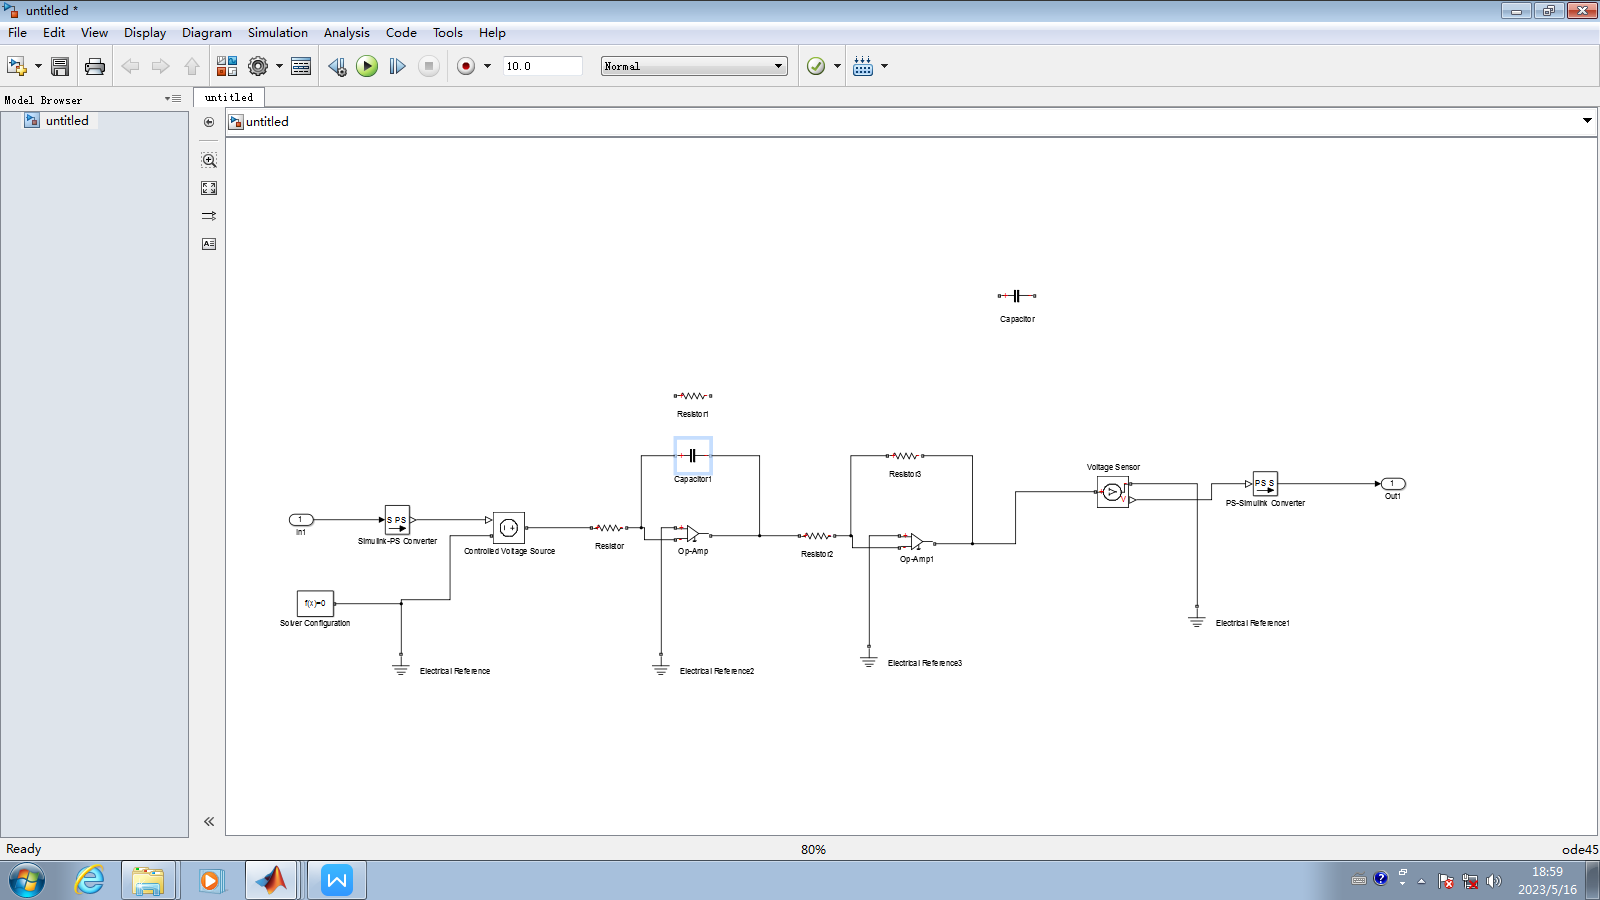 untitled *
File Edit View Display Diagram Simulation Analysis Code Tools Help
10.0 Normal
Model Browser
untitled
untitled
untitled
Capacitor
Resistor1
Capacitor1
Resistor3
Voltage Sensor
V
PS S
PS-Simulink Converter
1
Out1
1
In1
S PS
Simulink-PS Converter
Controlled Voltage Source
Resistor
Op-Amp
Resistor2
Op-Amp1
f(x)=0
Solver Configuration
Electrical Reference
Electrical Reference2
Electrical Reference3
Electrical Reference1
Ready 80% ode45
18:59
2023/5/16